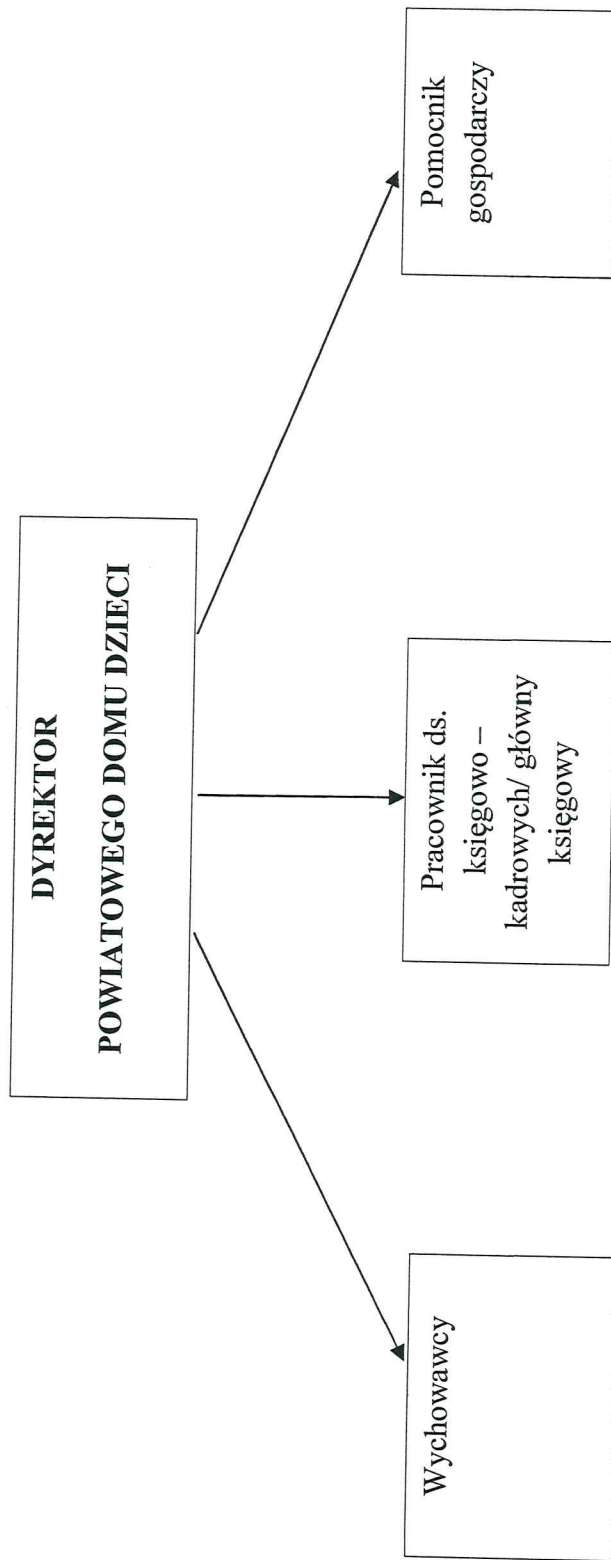 DYREKTOR
POWIATOWEGO DOMU DZIECI
Wychowawcy
Pracownik ds.
księgowo –
kadrowych/ główny
księgowy
Pomocnik
gospodarczy